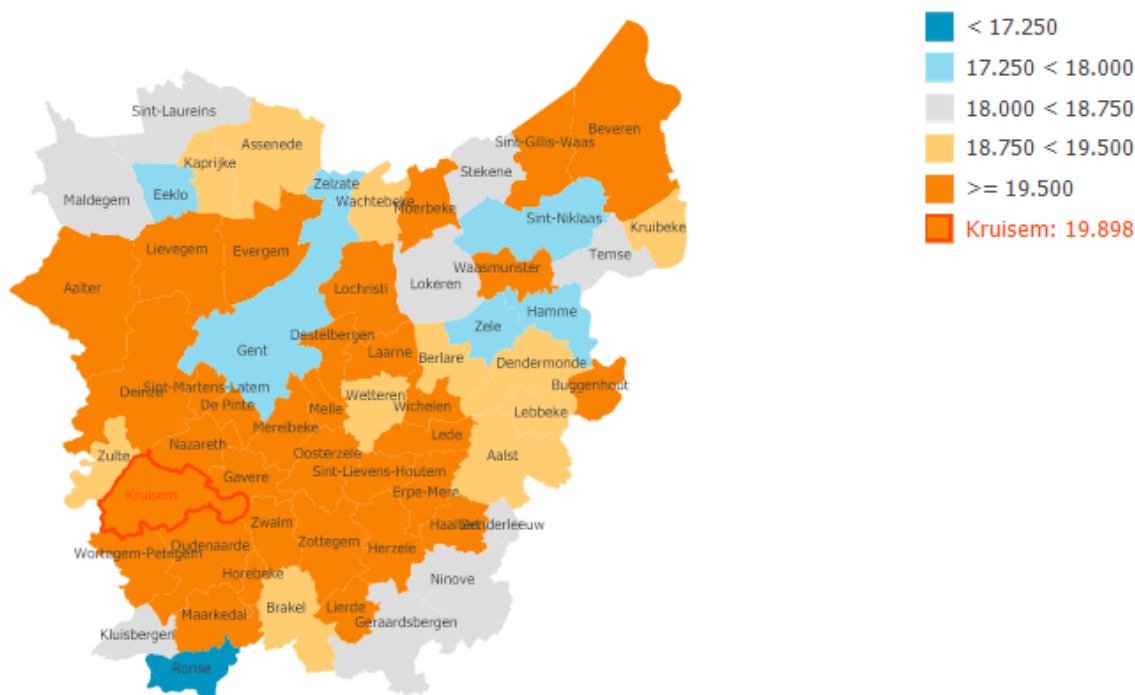 < 17.250
17.250 < 18.000
18.000 < 18.750
18.750 < 19.500
>= 19.500
Kruisem: 19.898
Sint-Laureins
Beveren
Sint-Gillis-Waas
Assenede
Kaprijke
Stekene
Zelzate
Eeklo
Maldegem
Wachtebeke
Moerbeke
Sint-Niklaas
Kruibeke
Lievegem
Evergem
Temse
Waasmunster
Lokeren
Aalter
Lochristi
Hamme
Zele
Destelbergen
Gent
Laarne
Berlare
Dendermonde
Buggenhout
Sint-Martens-Latem
Deinze
Wetteren
De Pinte
Melle
Wichelen
Lebbeke
Merelbeke
Lede
Nazareth
Oosterzele
Zulte
Aalst
Sint-Lievens-Houtem
Gavere
Kruisem
Erpe-Mere
Zwalm
Haaltert
Denderleeuw
Oudenaarde
Zottegem
Herzele
Wortegem-Petegem
Horebeke
Ninove
Brakel
Lierde
Maarkedal
Geraardsbergen
Kluisbergen
Ronse